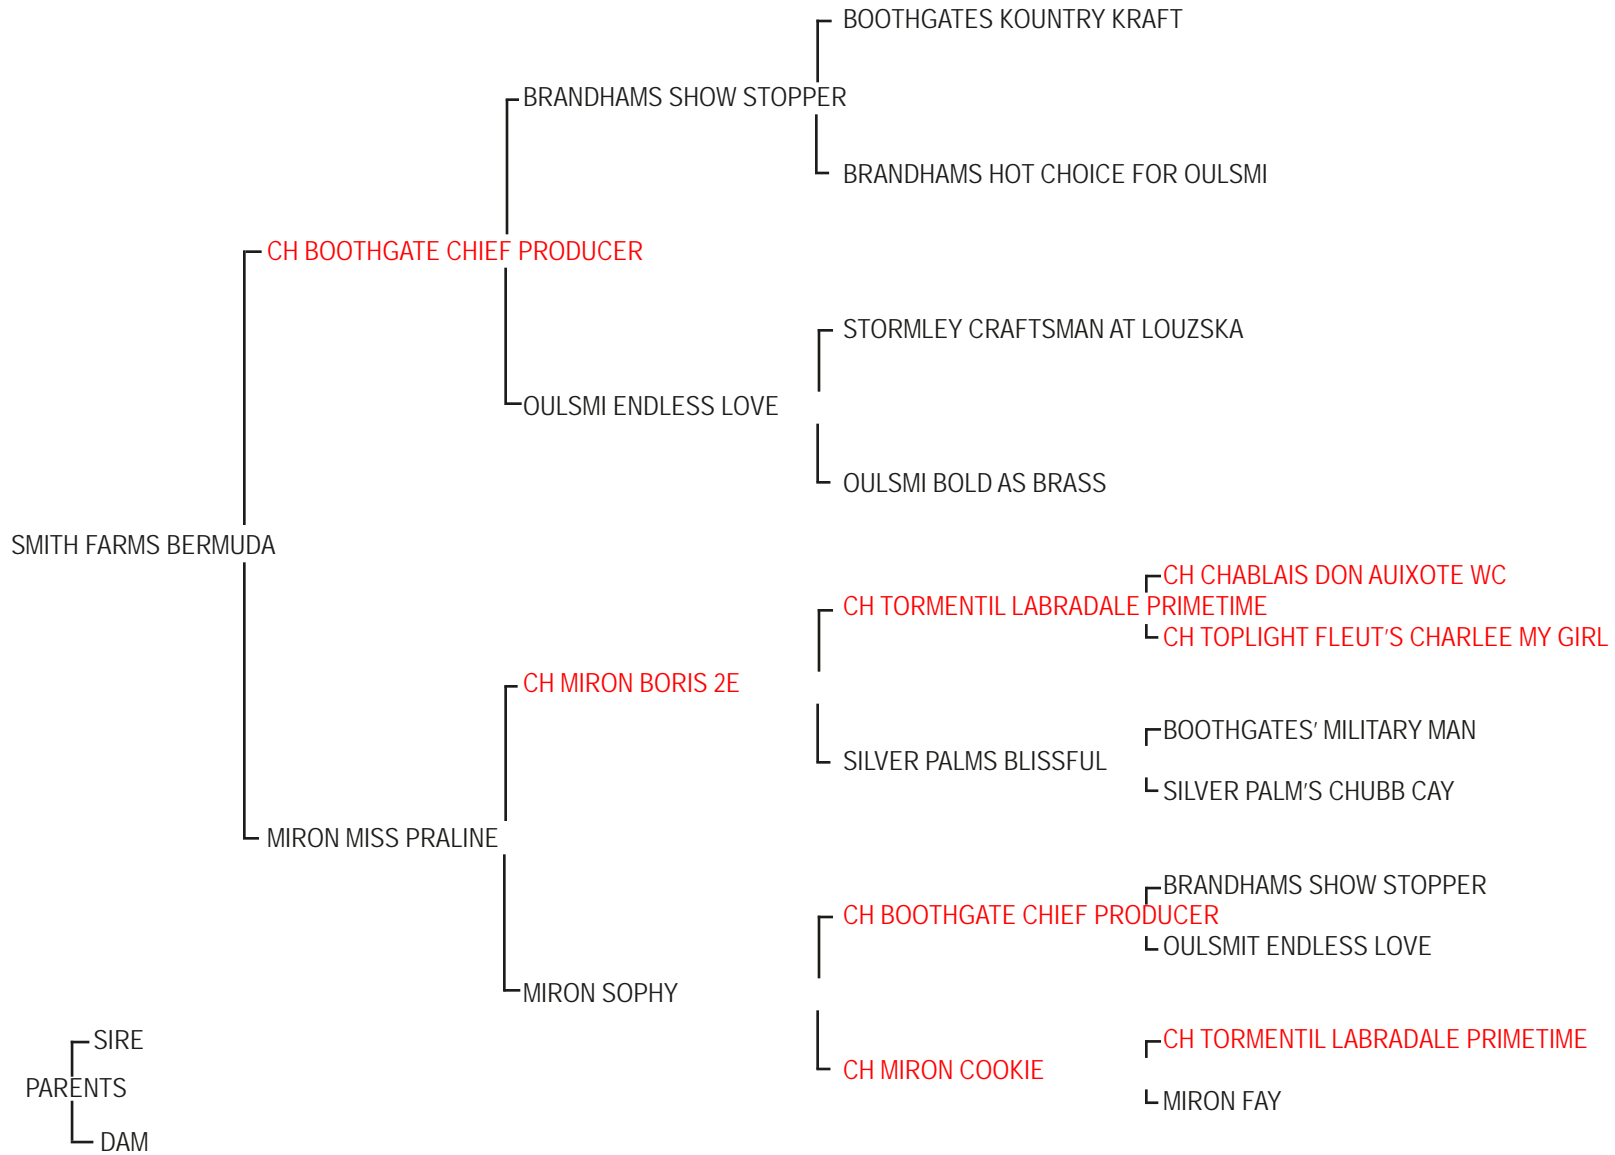 BOOTHGATES KOUNTRY KRAFT
BRANDHAMS SHOW STOPPER
BRANDHAMS HOT CHOICE FOR OULSMI
CH BOOTHGATE CHIEF PRODUCER
STORMLEY CRAFTSMAN AT LOUZSKA
OULSMI ENDLESS LOVE
OULSMI BOLD AS BRASS
SMITH FARMS BERMUDA
CH CHABLAIS DON AUIXOTE WC
CH TORMENTIL LABRADALE PRIMETIME
CH TOPLIGHT FLEUT'S CHARLEE MY GIRL
CH MIRON BORIS 2E
BOOTHGATES' MILITARY MAN
SILVER PALMS BLISSFUL
SILVER PALM'S CHUBB CAY
MIRON MISS PRALINE
BRANDHAMS SHOW STOPPER
CH BOOTHGATE CHIEF PRODUCER
OULSMIT ENDLESS LOVE
MIRON SOPHY
CH TORMENTIL LABRADALE PRIMETIME
CH MIRON COOKIE
MIRON FAY
SIRE
PARENTS
DAM